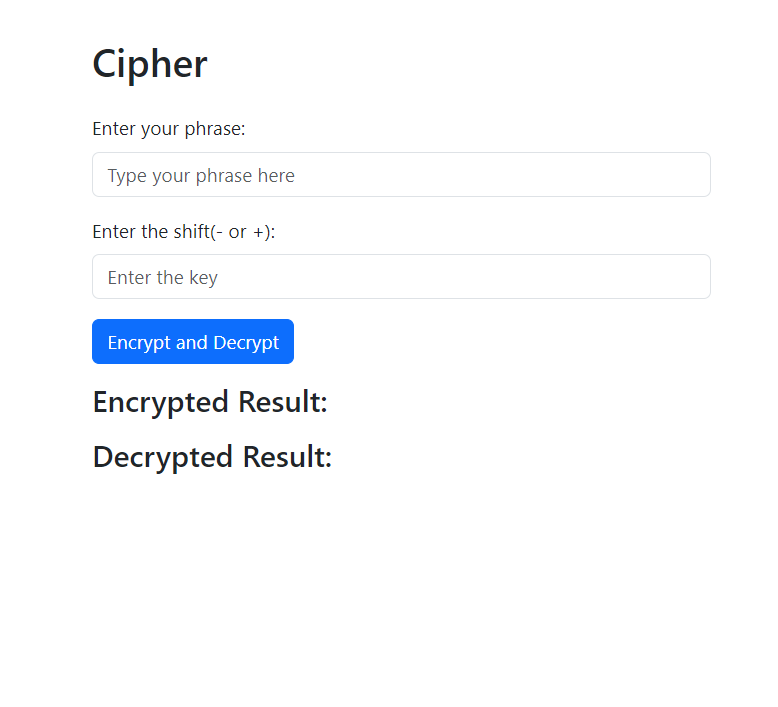 Cipher
Enter your phrase:
Type your phrase here
Enter the shift(- or +):
Enter the key
Encrypt and Decrypt
Encrypted Result:
Decrypted Result: